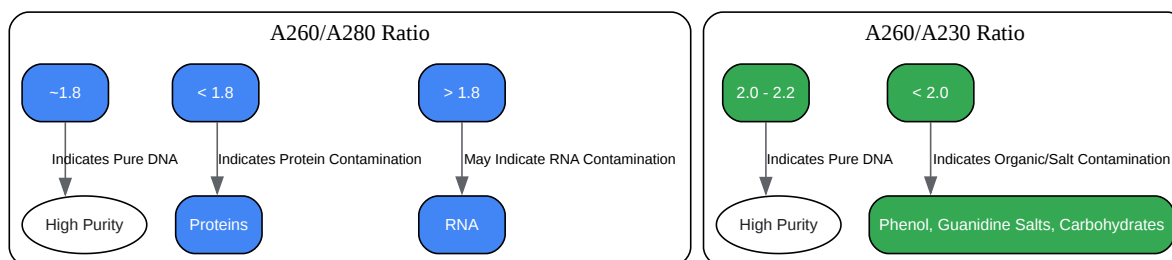 A260/A280 Ratio
~1.8
< 1.8
> 1.8
Indicates Pure DNA
Indicates Protein Contamination
May Indicate RNA Contamination
High Purity
Proteins
RNA
A260/A230 Ratio
2.0 - 2.2
< 2.0
Indicates Pure DNA
Indicates Organic/Salt Contamination
High Purity
Phenol, Guanidine Salts, Carbohydrates